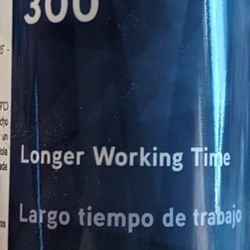 300
Longer Working Time
Largo tiempo de trabajo